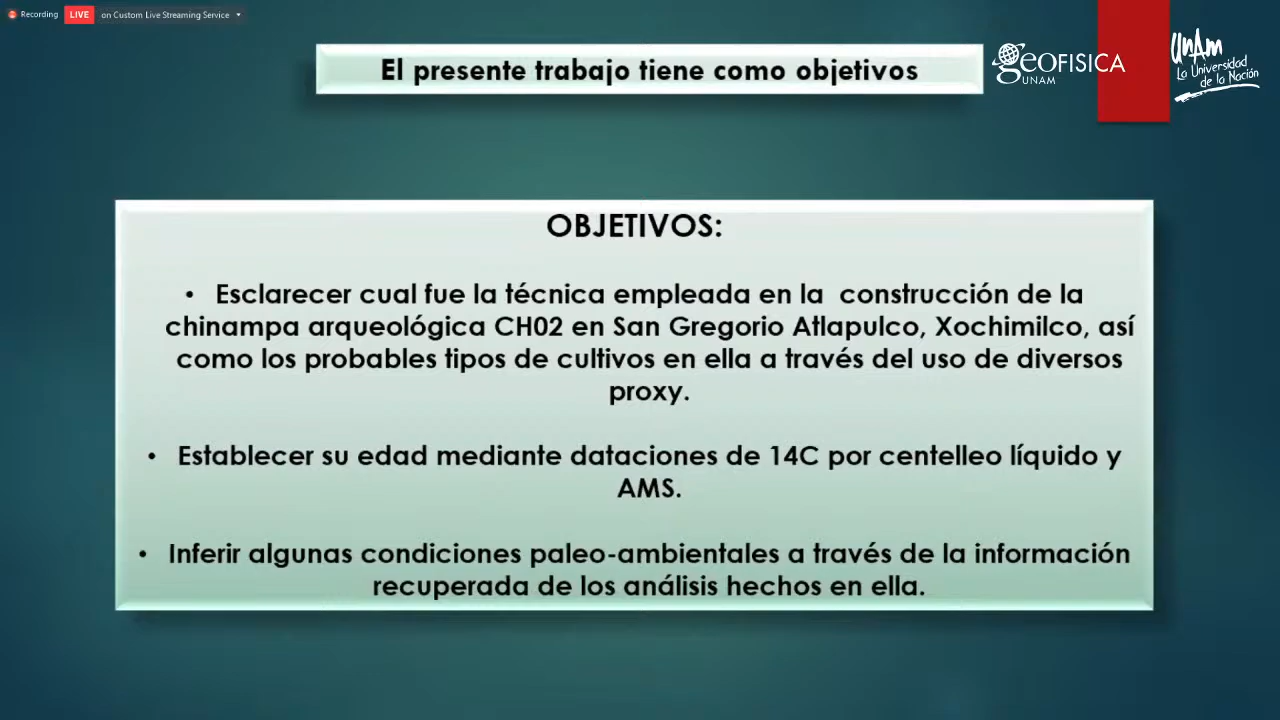 Recording LIVE on Custom Live Streaming Service
El presente trabajo tiene como objetivos
GEOFISICA
UNAM
UNAM
La Universidad
de la Nación
OBJETIVOS:
• Esclarecer cual fue la técnica empleada en la construcción de la
chinampa arqueológica CH02 en San Gregorio Atlapulco, Xochimilco, así
como los probables tipos de cultivos en ella a través del uso de diversos
proxy.
• Establecer su edad mediante dataciones de 14C por centelleo líquido y
AMS.
• Inferir algunas condiciones paleo-ambientales a través de la información
recuperada de los análisis hechos en ella.